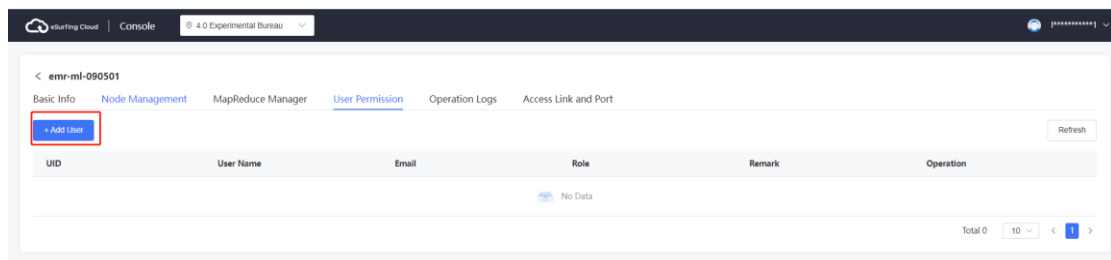 eSurfing Cloud | Console 4.0 Experimental Bureau l***********1
< emr-ml-090501
Basic Info Node Management MapReduce Manager User Permission Operation Logs Access Link and Port
+ Add User Refresh
UID User Name Email Role Remark Operation
No Data
Total 0 10 < 1 >